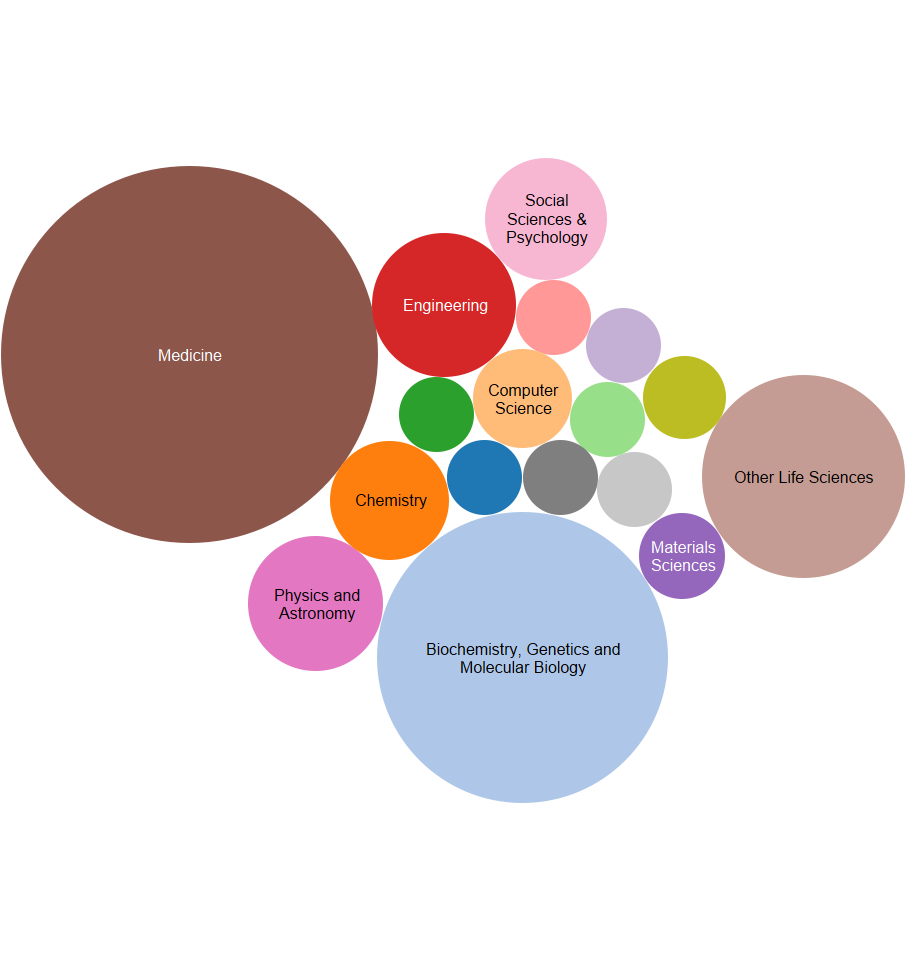 Social
Sciences &
Psychology
Engineering
Medicine
Computer
Science
Other Life Sciences
Chemistry
Materials
Sciences
Physics and
Astronomy
Biochemistry, Genetics and
Molecular Biology